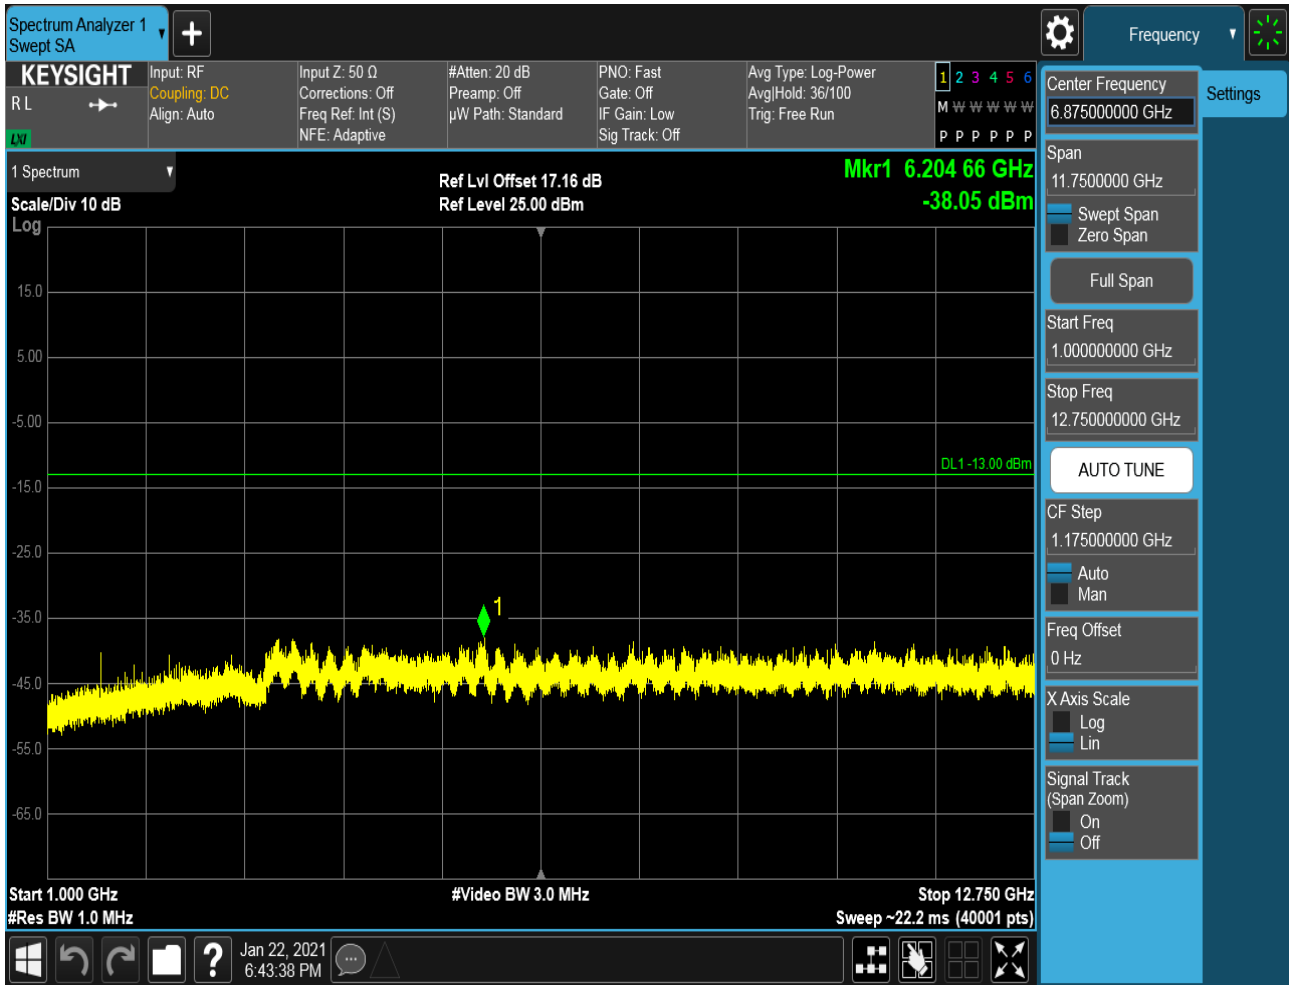 Spectrum Analyzer 1
Swept SA
Frequency
KEYSIGHT
R L
LXI
Input: RF
Coupling: DC
Align: Auto
Input Z: 50 Ω
Corrections: Off
Freq Ref: Int (S)
NFE: Adaptive
#Atten: 20 dB
Preamp: Off
µW Path: Standard
PNO: Fast
Gate: Off
IF Gain: Low
Sig Track: Off
Avg Type: Log-Power
Avg|Hold: 36/100
Trig: Free Run
1 2 3 4 5 6
M W W W W W
P P P P P P
1 Spectrum
Scale/Div 10 dB
Log
Ref Lvl Offset 17.16 dB
Ref Level 25.00 dBm
Mkr1 6.204 66 GHz
-38.05 dBm
15.0
5.00
-5.00
DL1 -13.00 dBm
-15.0
-25.0
-35.0
1
-45.0
-55.0
-65.0
Start 1.000 GHz
#Res BW 1.0 MHz
#Video BW 3.0 MHz
Stop 12.750 GHz
Sweep ~22.2 ms (40001 pts)
Jan 22, 2021
6:43:38 PM
?
Center Frequency
6.875000000 GHz
Settings
Span
11.7500000 GHz
Swept Span
Zero Span
Full Span
Start Freq
1.000000000 GHz
Stop Freq
12.750000000 GHz
AUTO TUNE
CF Step
1.175000000 GHz
Auto
Man
Freq Offset
0 Hz
X Axis Scale
Log
Lin
Signal Track
(Span Zoom)
On
Off